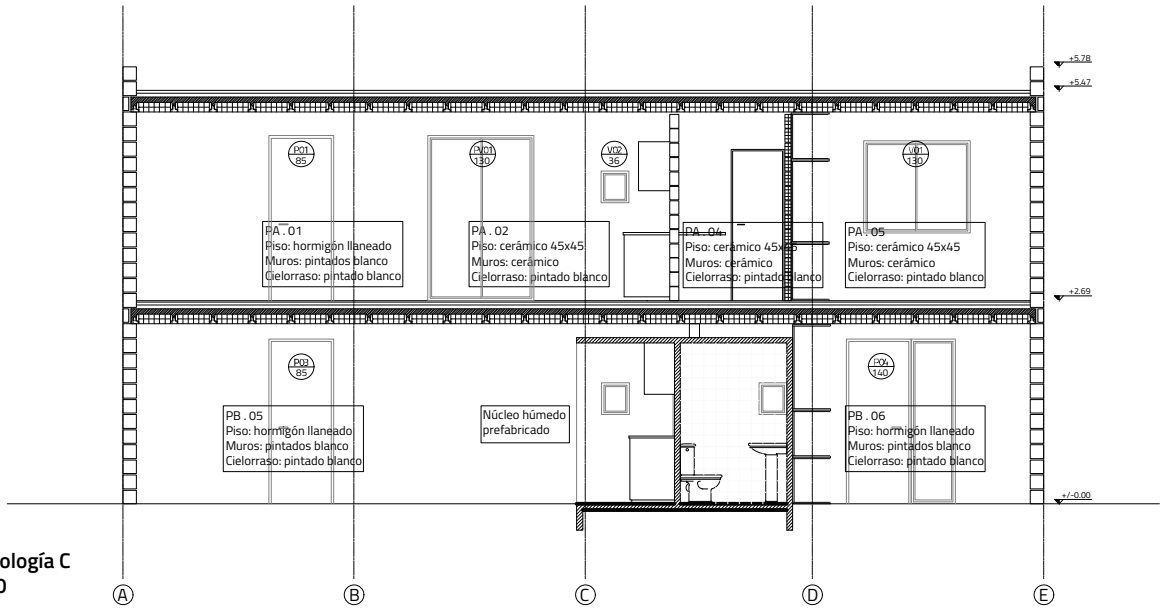 +5.78
+5.47
P01
85
PV01
130
V02
36
V01
130
PA . 01
Piso: hormigón llaneado
Muros: pintados blanco
Cielorraso: pintado blanco
PA . 02
Piso: cerámico 45x45
Muros: cerámico
Cielorraso: pintado blanco
PA . 04
Piso: cerámico 45x45
Muros: cerámico
Cielorraso: pintado blanco
PA . 05
Piso: cerámico 45x45
Muros: cerámico
Cielorraso: pintado blanco
+2.69
P03
85
P04
140
PB . 05
Piso: hormigón llaneado
Muros: pintados blanco
Cielorraso: pintado blanco
Núcleo húmedo
prefabricado
PB . 06
Piso: hormigón llaneado
Muros: pintados blanco
Cielorraso: pintado blanco
+/-0.00
ología C
0
A B C D E